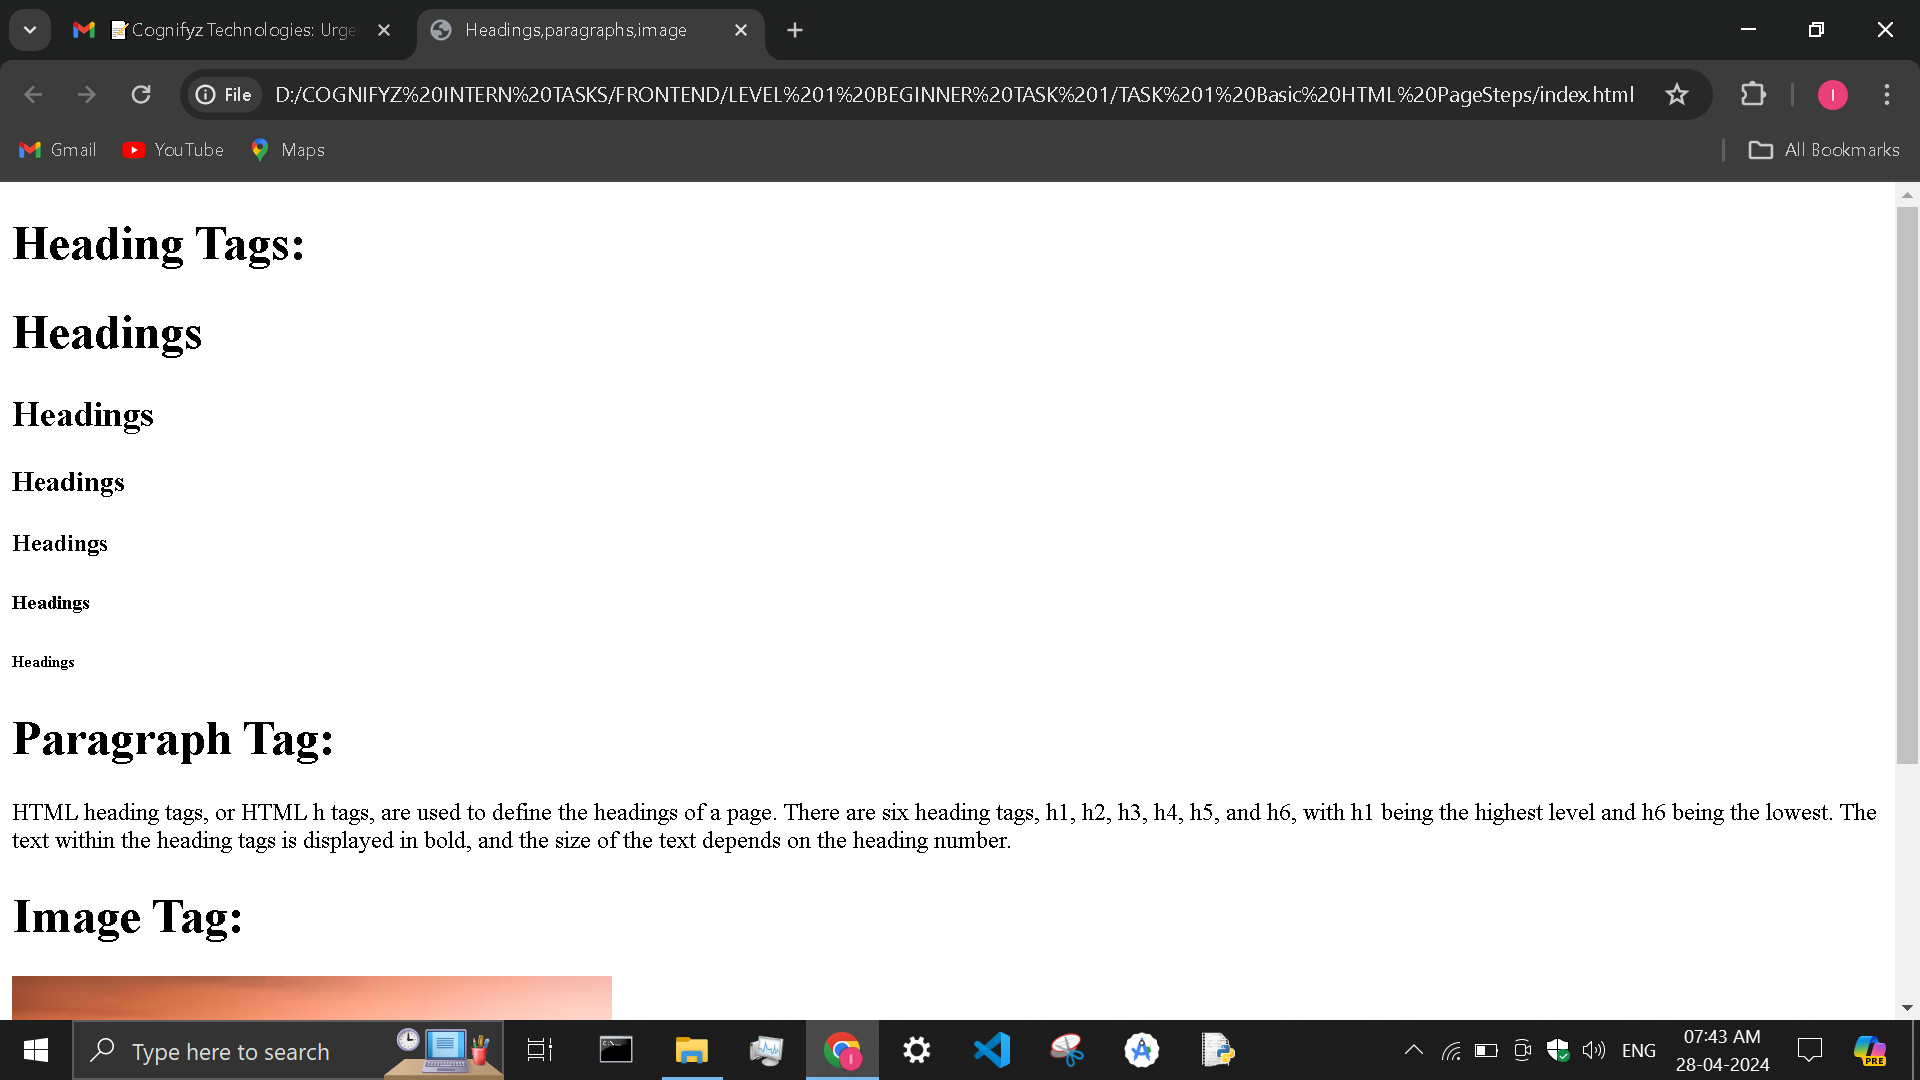 Cognifyz Technologies: Urge
Headings,paragraphs,image
File
D:/COGNIFYZ%20INTERN%20TASKS/FRONTEND/LEVEL%201%20BEGINNER%20TASK%201/TASK%201%20Basic%20HTML%20PageSteps/index.html
I
Gmail
YouTube
Maps
All Bookmarks
Heading Tags:
Headings
Headings
Headings
Headings
Headings
Headings
Paragraph Tag:
HTML heading tags, or HTML h tags, are used to define the headings of a page. There are six heading tags, h1, h2, h3, h4, h5, and h6, with h1 being the highest level and h6 being the lowest. The
text within the heading tags is displayed in bold, and the size of the text depends on the heading number.
Image Tag:
Type here to search
I
ENG
07:43 AM
28-04-2024
PRE